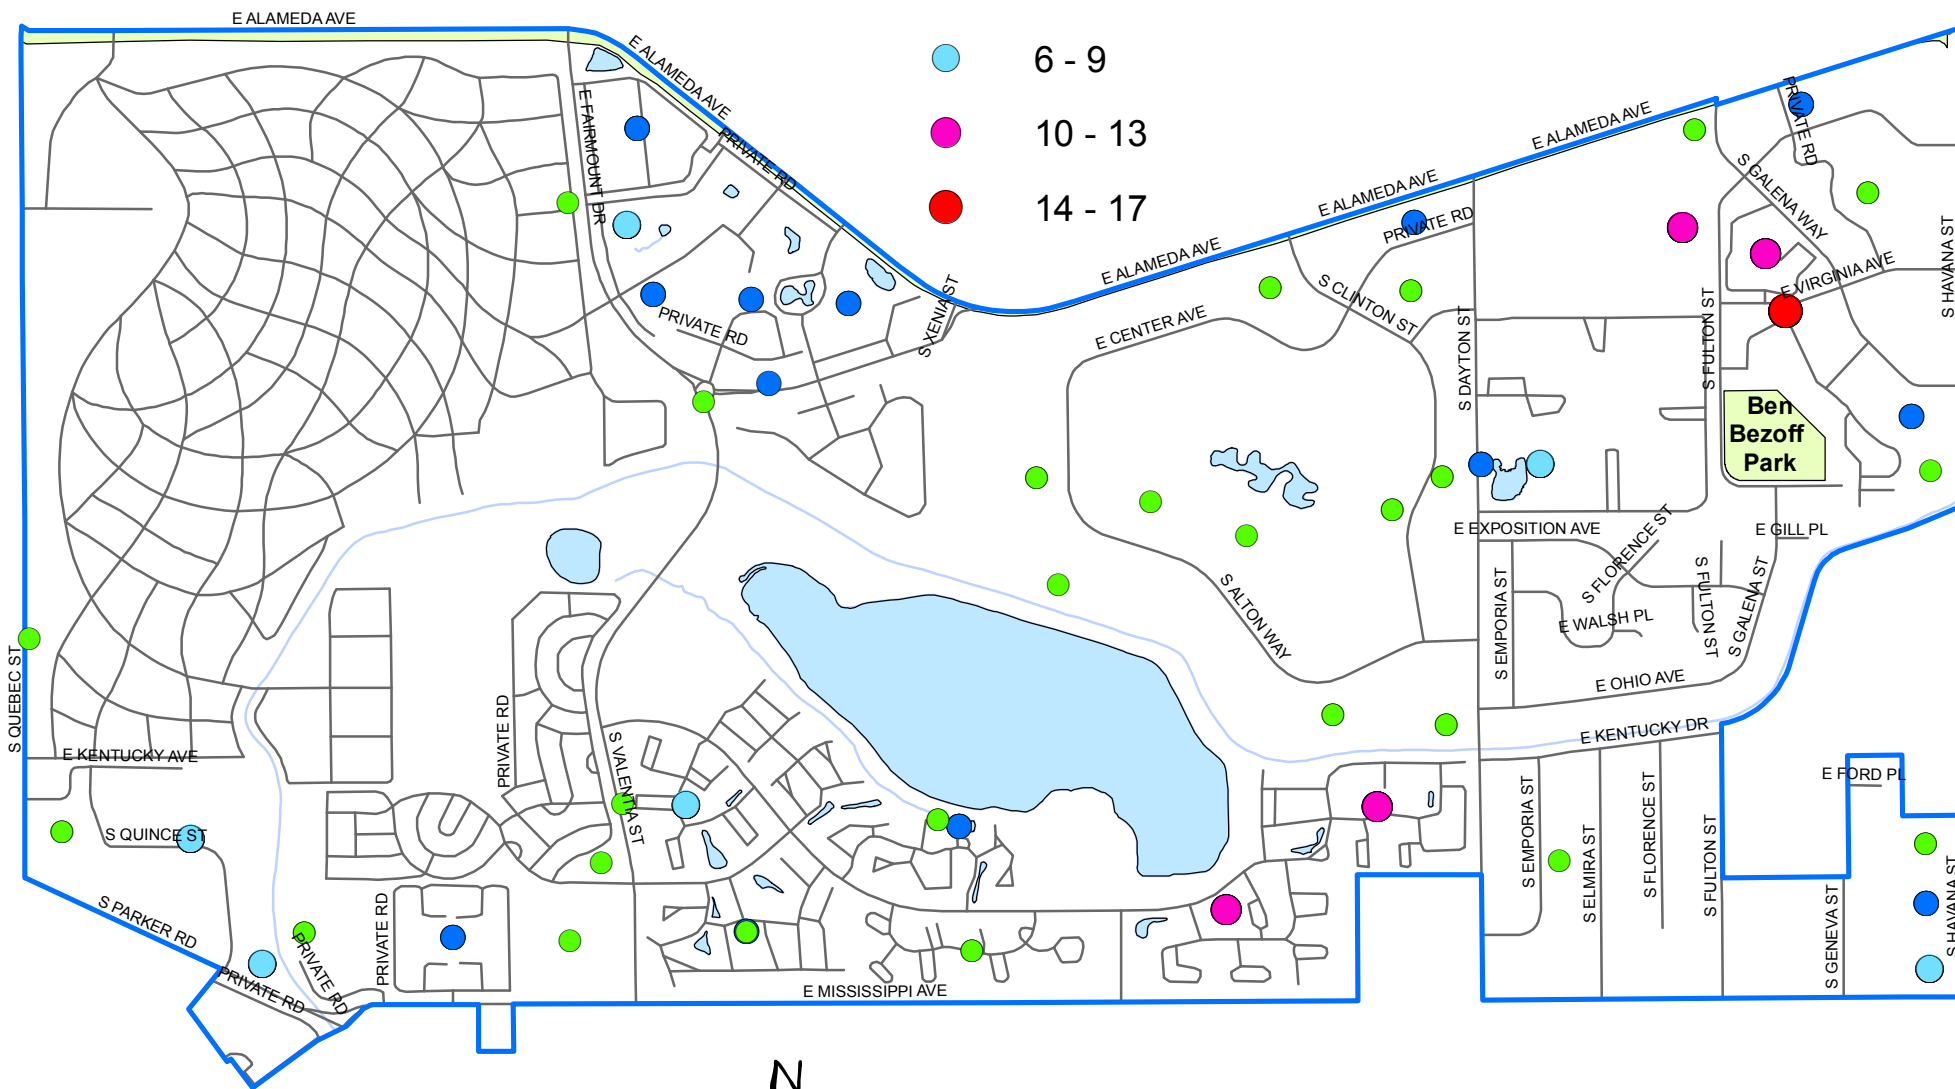 E ALAMEDA AVE
E ALAMEDA AVE
6 - 9
10 - 13
14 - 17
PRIVATE RD
E FAIRMOUNT DR
PRIVATE RD
E ALAMEDA AVE
E ALAMEDA AVE
E ALAMEDA AVE
PRIVATE RD
S GALENA WAY
E VIRGINIA AVE
S HAVANA ST
PRIVATE RD
S XENIA ST
E CENTER AVE
S CLINTON ST
S DAYTON ST
S FULTON ST
Ben
Bezoff
Park
E EXPOSITION AVE
E GILL PL
S FLORENCE ST
S EMPORIA ST
E WALSH PL
S FULTON ST
S GALENA ST
S ALTON WAY
E OHIO AVE
E KENTUCKY DR
S QUEBEC ST
E KENTUCKY AVE
PRIVATE RD
S VALENTIA ST
E FORD PL
S QUINCE ST
S EMPORIA ST
S ELMIRA ST
S FLORENCE ST
S FULTON ST
S GENEVA ST
S HAVANA ST
S PARKER RD
PRIVATE RD
PRIVATE RD
PRIVATE RD
E MISSISSIPPI AVE
N